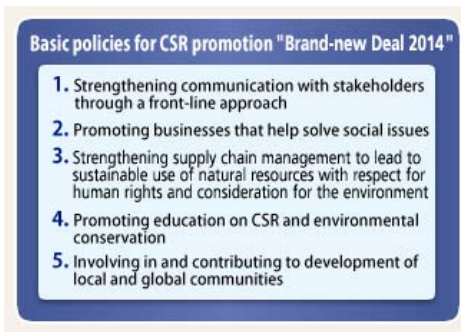 Basic policies for CSR promotion "Brand-new Deal 2014"
1. Strengthening communication with stakeholders
through a front-line approach
2. Promoting businesses that help solve social issues
3. Strengthening supply chain management to lead to
sustainable use of natural resources with respect for
human rights and consideration for the environment
4. Promoting education on CSR and environmental
conservation
5. Involving in and contributing to development of
local and global communities